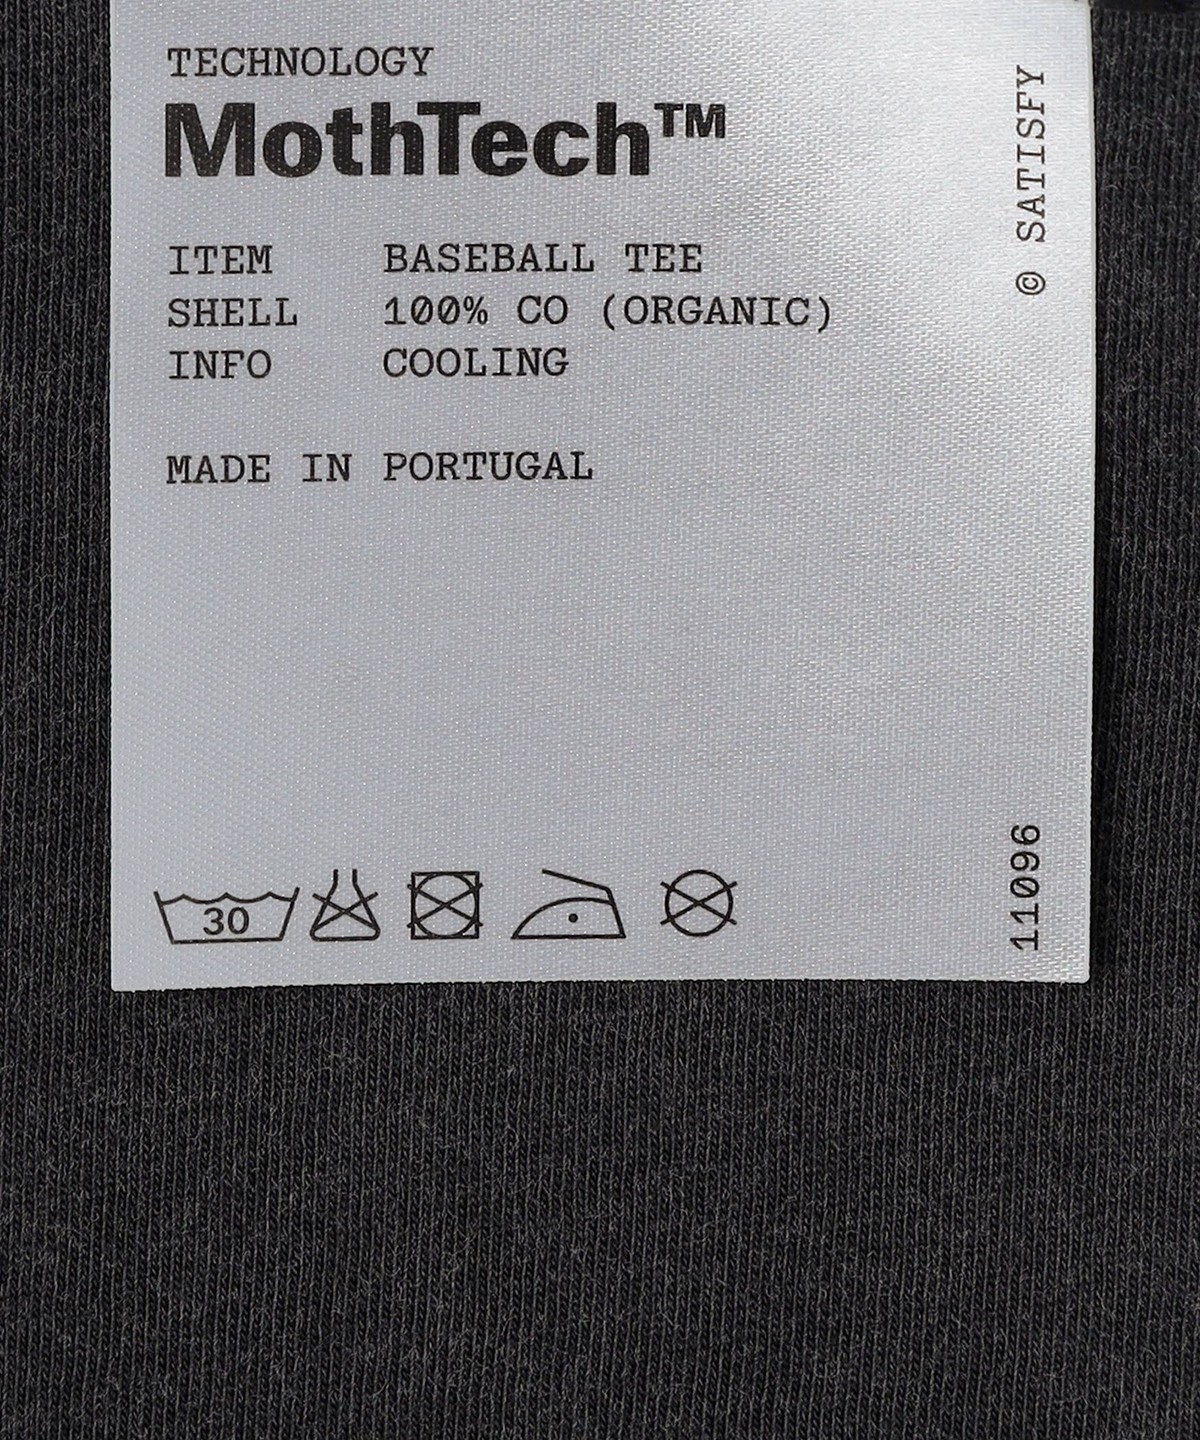 TECHNOLOGY
MothTech™
ITEM BASEBALL TEE
SHELL 100% CO (ORGANIC)
INFO COOLING
MADE IN PORTUGAL
© SATISFY
30
11096